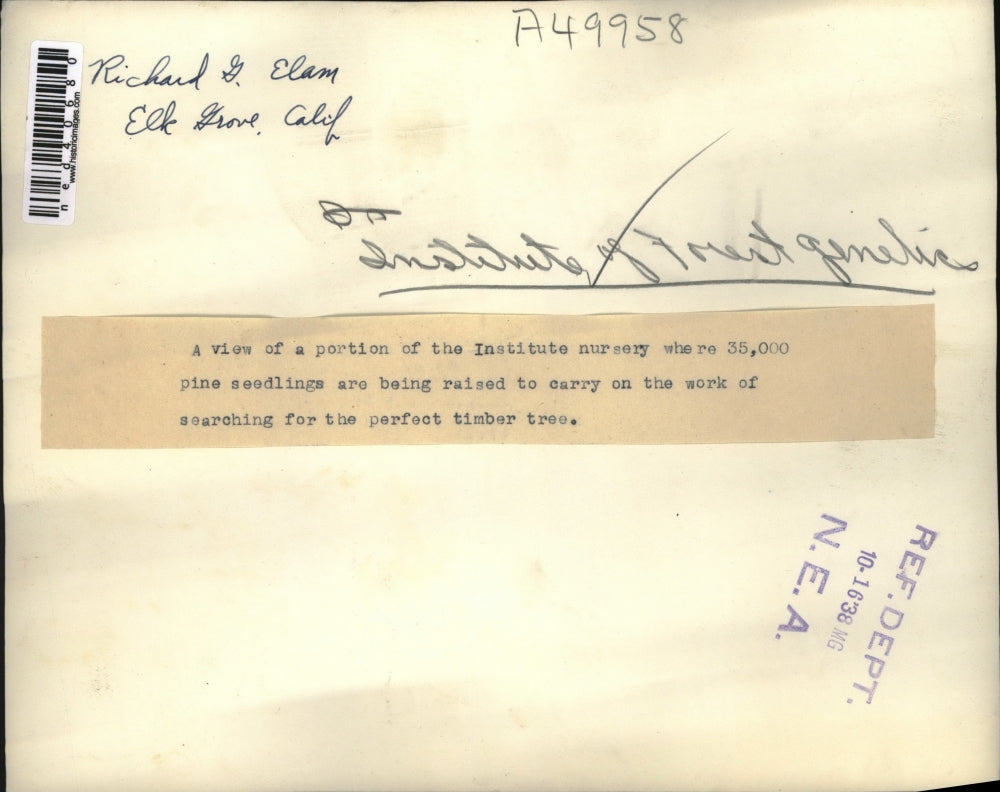 A49958
Richard G. Elam
Elk Grove, Calif
ned40680
www.historicimages.com
Institute of Forest genetics
A view of a portion of the Institute nursery where 35,000
pine seedlings are being raised to carry on the work of
searching for the perfect timber tree.
REF. DEPT.
10-16'38 MG
N.E.A.